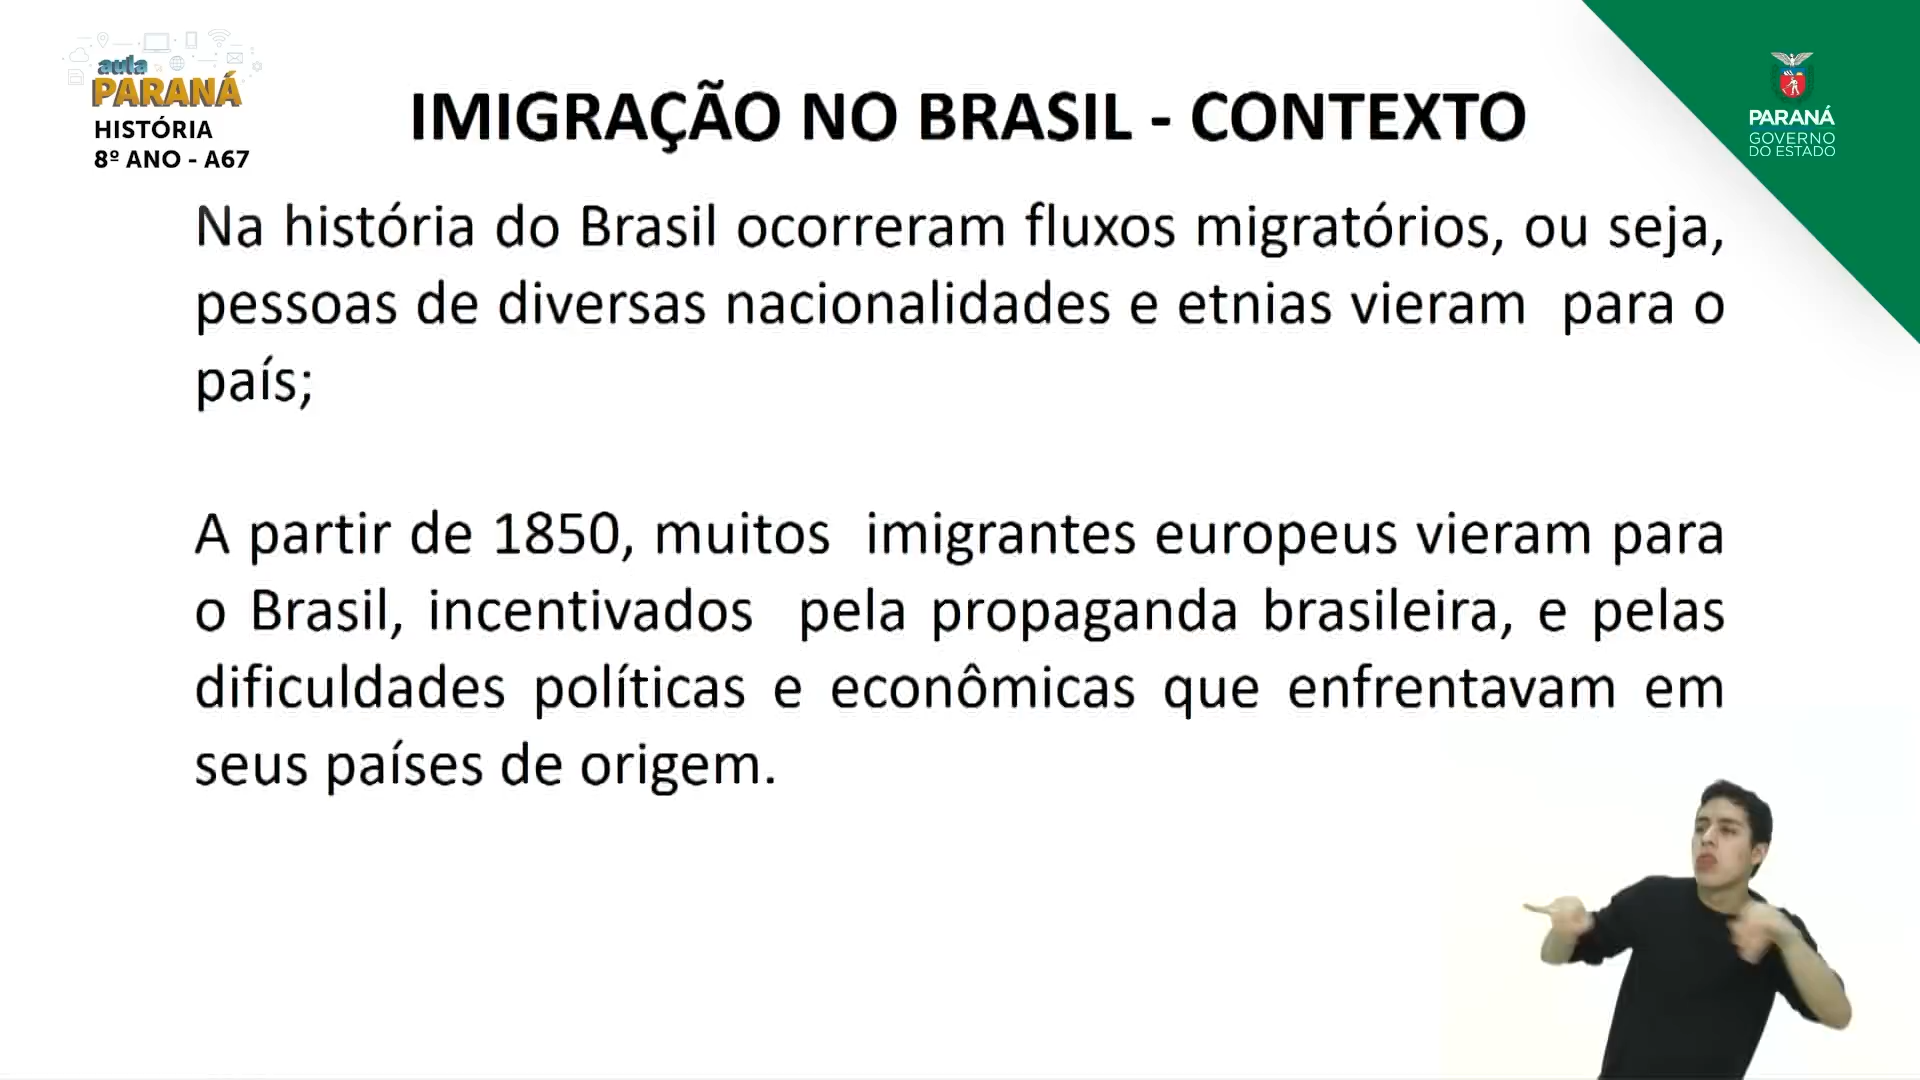 aula
PARANÁ
HISTÓRIA
8º ANO - A67
IMIGRAÇÃO NO BRASIL - CONTEXTO
PARANÁ
GOVERNO
DO ESTADO
Na história do Brasil ocorreram fluxos migratórios, ou seja,
pessoas de diversas nacionalidades e etnias vieram para o
país;
A partir de 1850, muitos imigrantes europeus vieram para
o Brasil, incentivados pela propaganda brasileira, e pelas
dificuldades políticas e econômicas que enfrentavam em
seus países de origem.